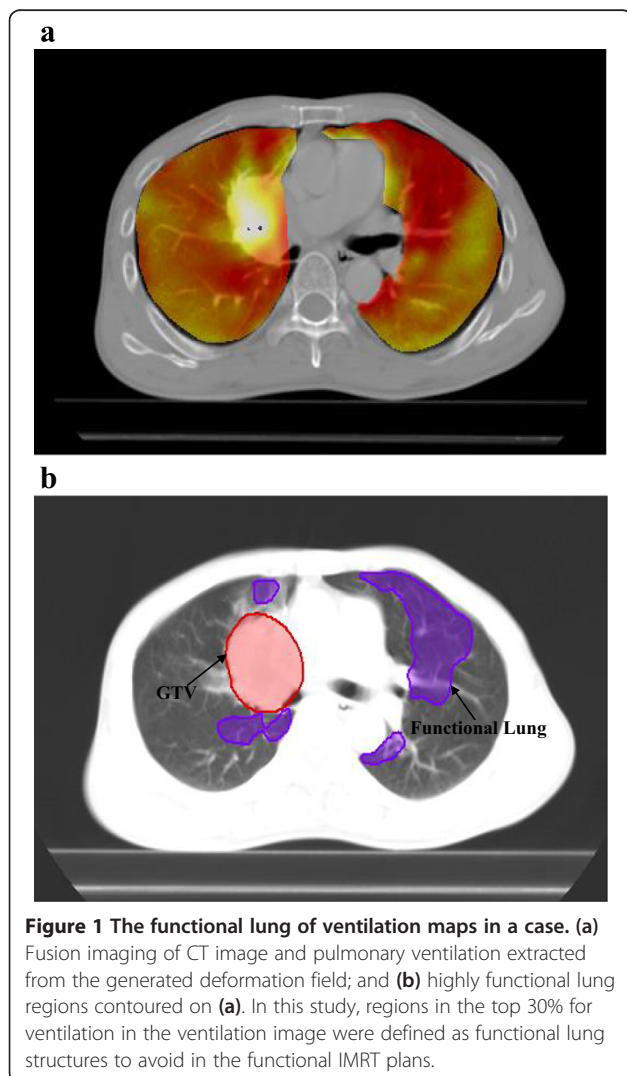 a
b
GTV
Functional Lung
Figure 1 The functional lung of ventilation maps in a case. (a)
Fusion imaging of CT image and pulmonary ventilation extracted
from the generated deformation field; and (b) highly functional lung
regions contoured on (a). In this study, regions in the top 30% for
ventilation in the ventilation image were defined as functional lung
structures to avoid in the functional IMRT plans.